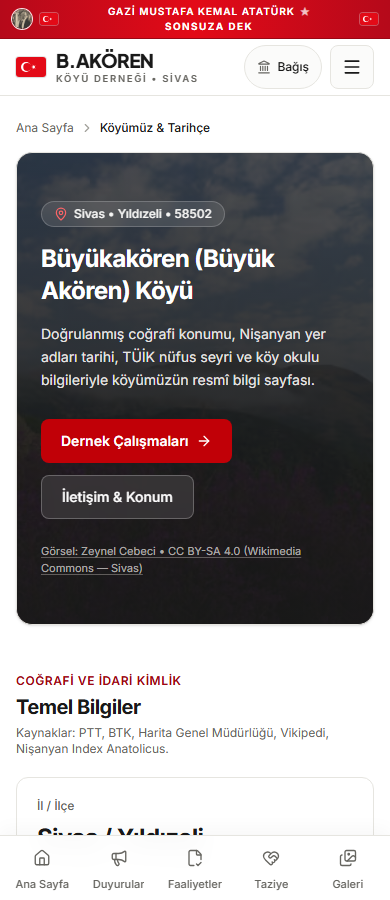 GAZİ MUSTAFA KEMAL ATATÜRK ★
SONSUZA DEK
B.AKÖREN
KÖYÜ DERNEĞİ • SİVAS
Bağış
Ana Sayfa > Köyümüz & Tarihçe
Sivas • Yıldızeli • 58502
Büyükakören (Büyük
Akören) Köyü
Doğrulanmış coğrafi konumu, Nişanyan yer
adları tarihi, TÜİK nüfus seyri ve köy okulu
bilgileriyle köyümüzün resmî bilgi sayfası.
Dernek Çalışmaları →
İletişim & Konum
Görsel: Zeynel Cebeci • CC BY-SA 4.0 (Wikimedia
Commons — Sivas)
COĞRAFİ VE İDARİ KİMLİK
Temel Bilgiler
Kaynaklar: PTT, BTK, Harita Genel Müdürlüğü, Vikipedi,
Nişanyan Index Anatolicus.
İl / İlçe
Sivas / Yıldızeli
Ana Sayfa Duyurular Faaliyetler Taziye Galeri